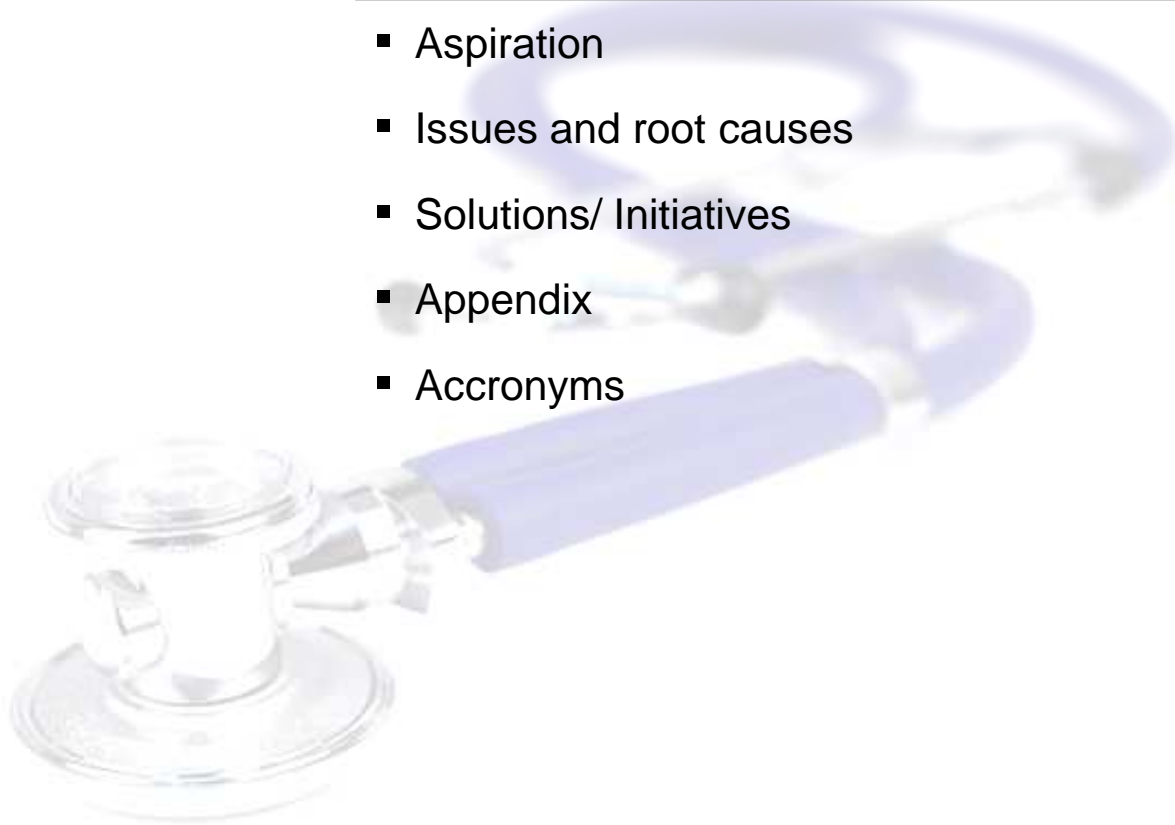 ▪ Aspiration
▪ Issues and root causes
▪ Solutions/ Initiatives
▪ Appendix
▪ Accronyms